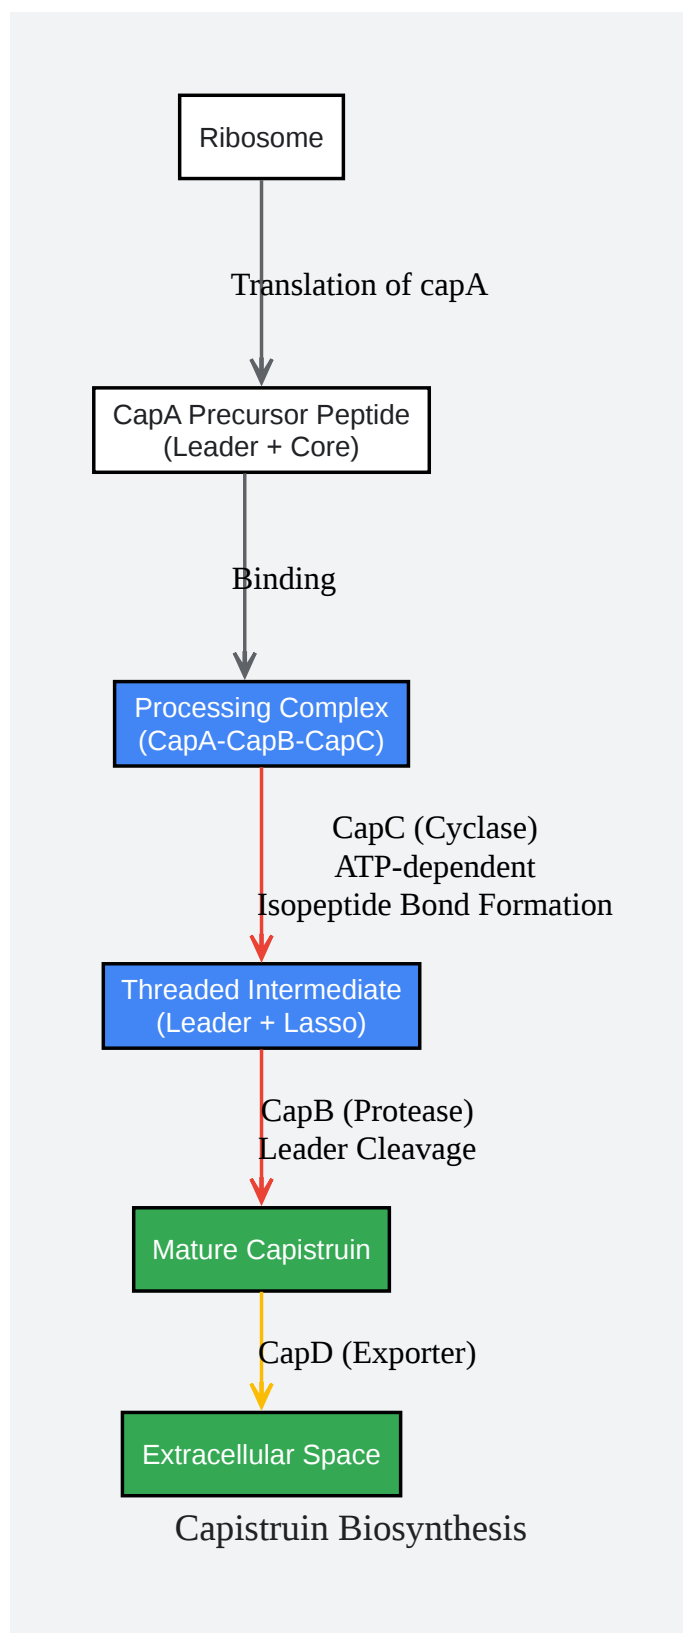 Ribosome
Translation of capA
CapA Precursor Peptide
(Leader + Core)
Binding
Processing Complex
(CapA-CapB-CapC)
CapC (Cyclase)
ATP-dependent
Isopeptide Bond Formation
Threaded Intermediate
(Leader + Lasso)
CapB (Protease)
Leader Cleavage
Mature Capistruin
CapD (Exporter)
Extracellular Space
Capistruin Biosynthesis